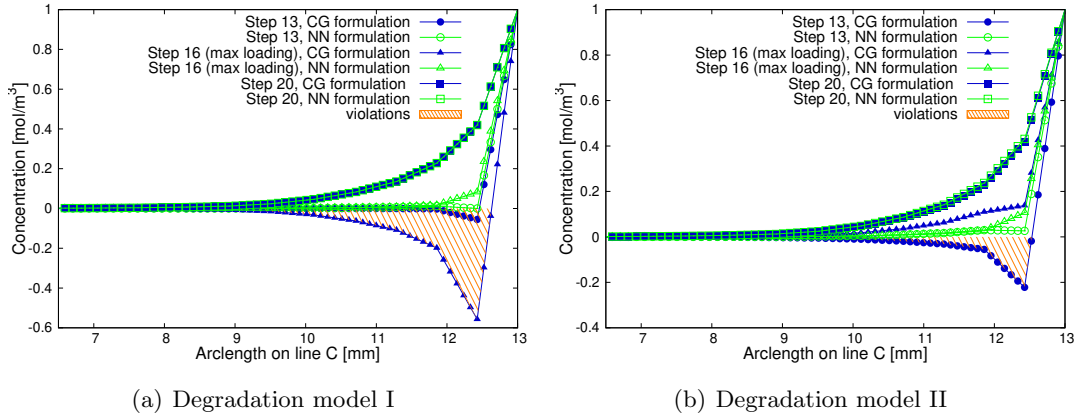 Step 13, CG formulation
Step 13, NN formulation
Step 16 (max loading), CG formulation
Step 16 (max loading), NN formulation
Step 20, CG formulation
Step 20, NN formulation
violations
Concentration [mol/m³]
1
0.8
0.6
0.4
0.2
0
-0.2
-0.4
-0.6
7 8 9 10 11 12 13
Arclength on line C [mm]
(a) Degradation model I
Step 13, CG formulation
Step 13, NN formulation
Step 16 (max loading), CG formulation
Step 16 (max loading), NN formulation
Step 20, CG formulation
Step 20, NN formulation
violations
Concentration [mol/m³]
1
0.8
0.6
0.4
0.2
0
-0.2
-0.4
7 8 9 10 11 12 13
Arclength on line C [mm]
(b) Degradation model II